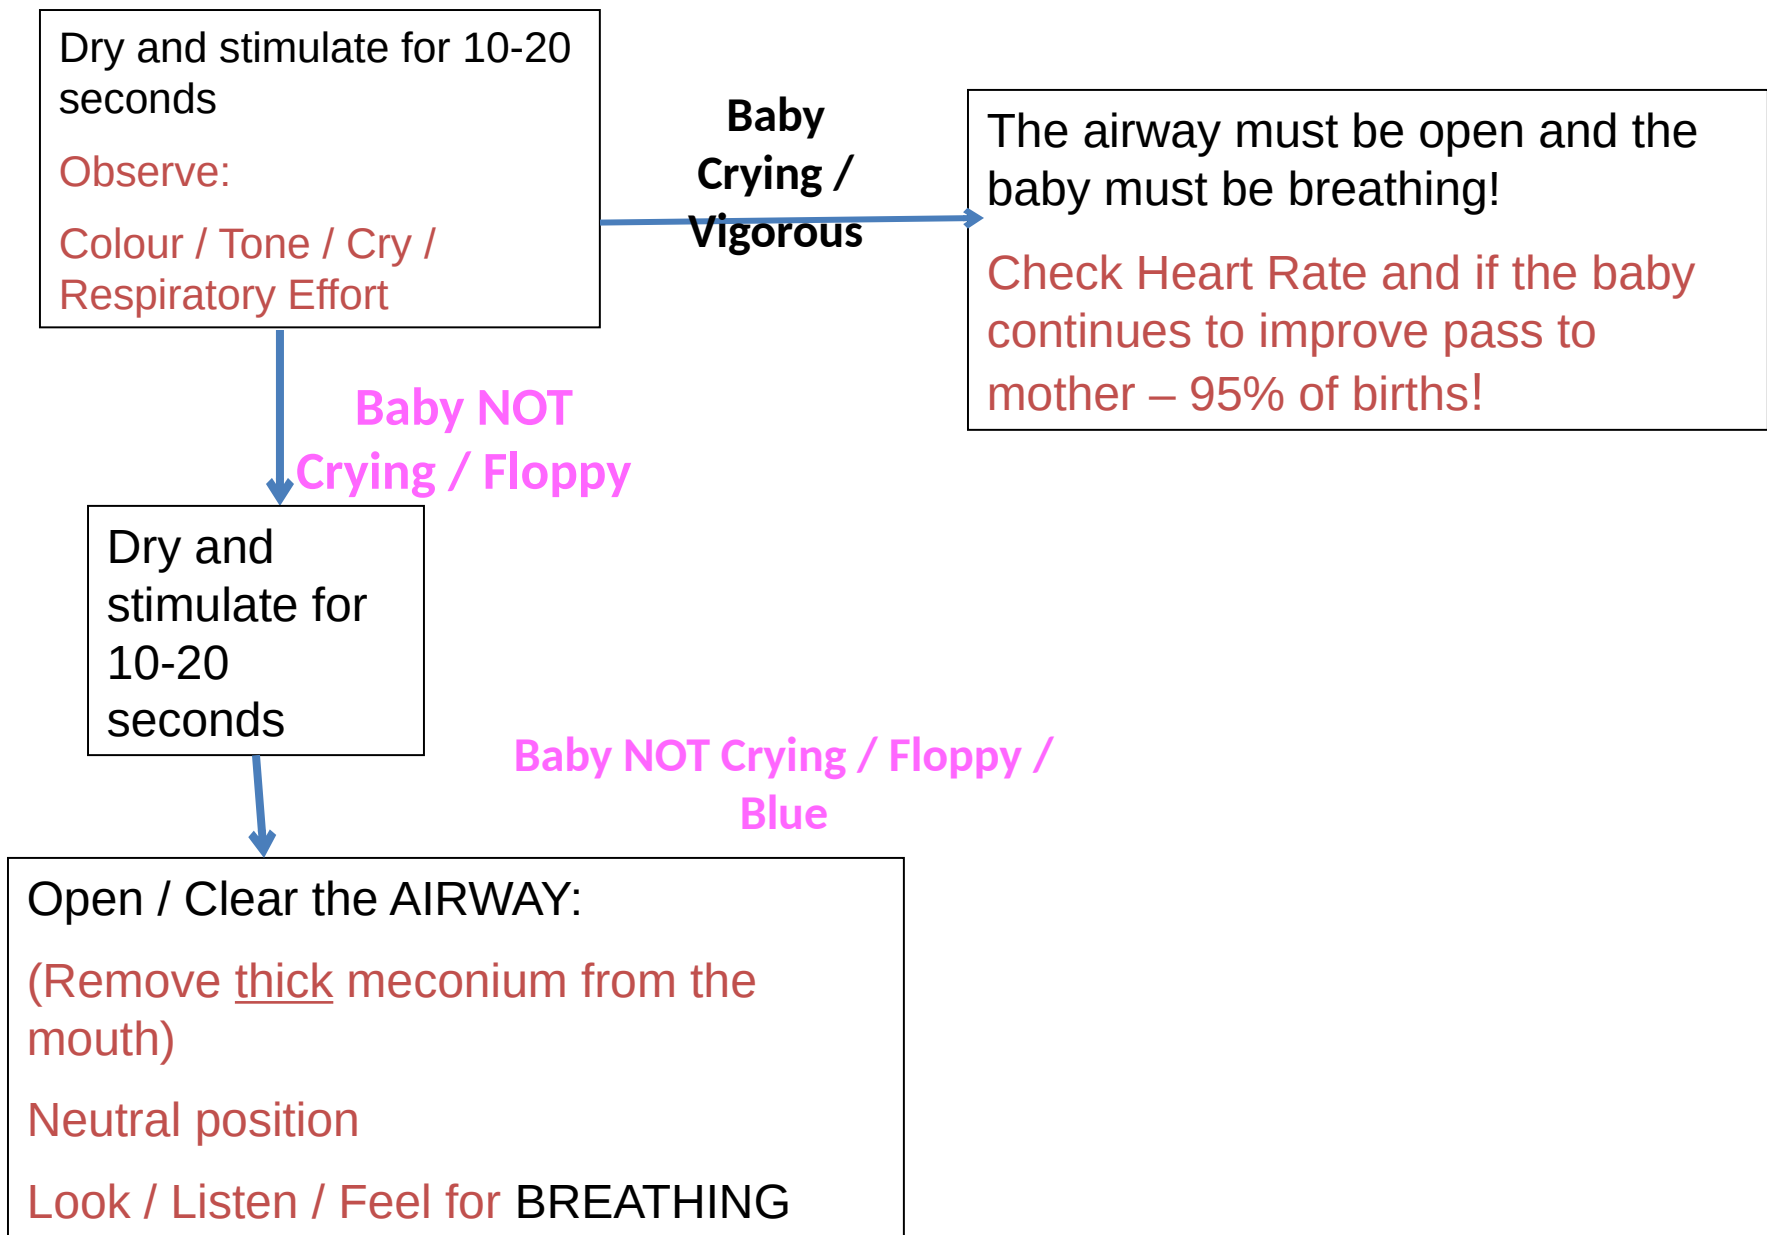 Dry and stimulate for 10-20
seconds
Observe:
Colour / Tone / Cry /
Respiratory Effort
Baby
Crying /
Vigorous
The airway must be open and the
baby must be breathing!
Check Heart Rate and if the baby
continues to improve pass to
mother – 95% of births!
Baby NOT
Crying / Floppy
Dry and
stimulate for
10-20
seconds
Baby NOT Crying / Floppy /
Blue
Open / Clear the AIRWAY:
(Remove thick meconium from the
mouth)
Neutral position
Look / Listen / Feel for BREATHING